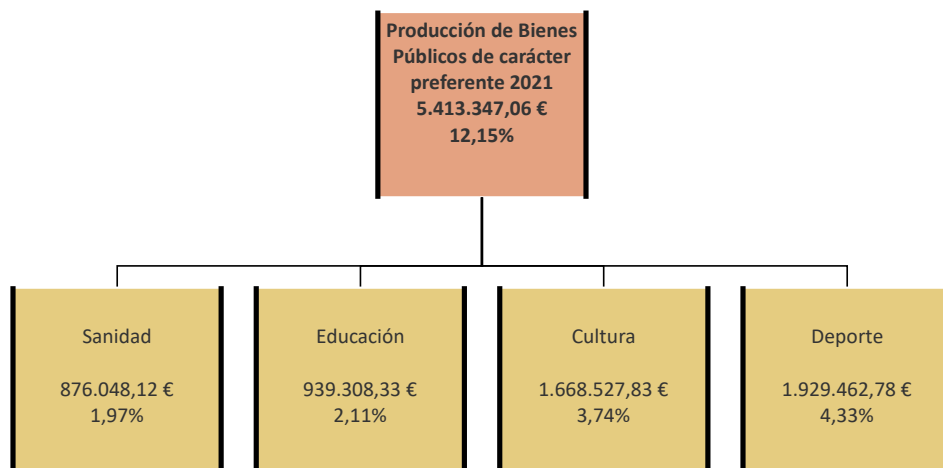 Producción de Bienes
Públicos de carácter
preferente 2021
5.413.347,06 €
12,15%
Sanidad
876.048,12 €
1,97%
Educación
939.308,33 €
2,11%
Cultura
1.668.527,83 €
3,74%
Deporte
1.929.462,78 €
4,33%